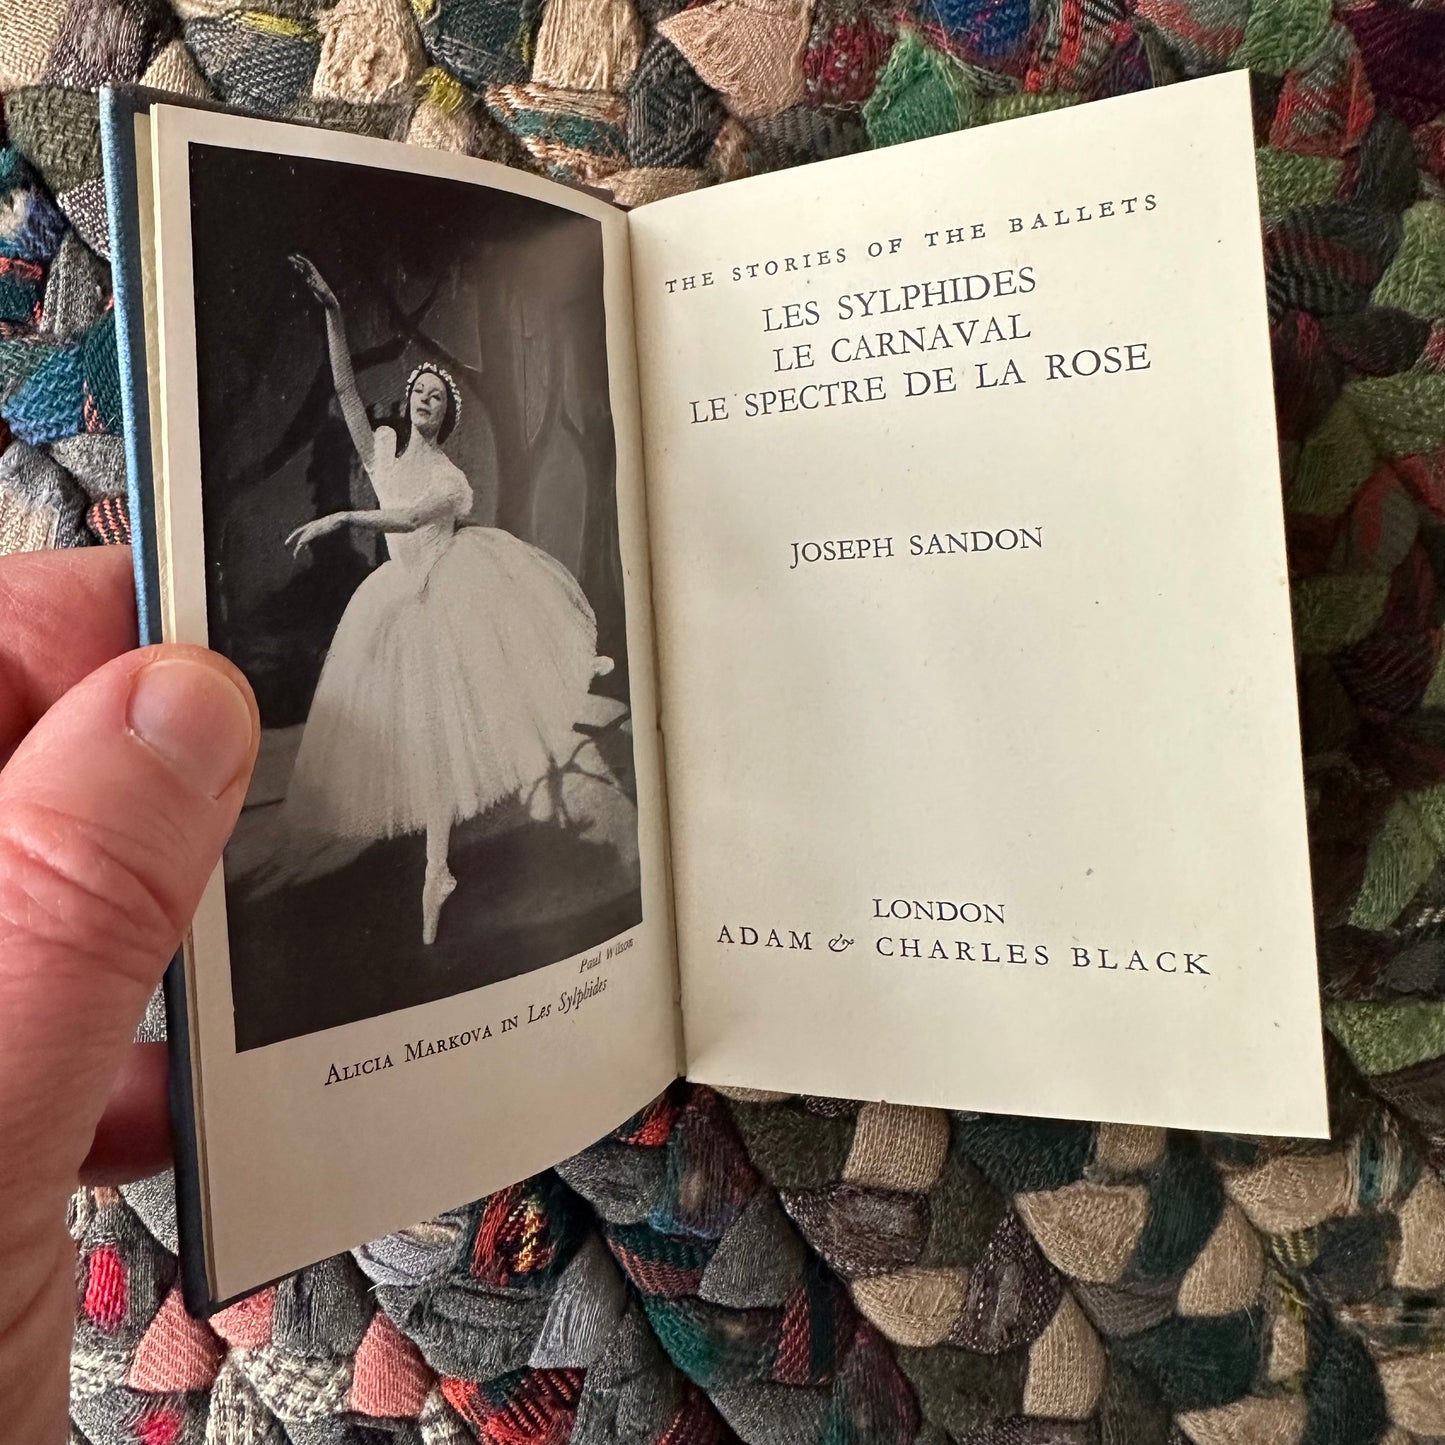 Paul Wilson
ALICIA MARKOVA IN Les Sylphides
THE STORIES OF THE BALLETS
LES SYLPHIDES
LE CARNAVAL
LE SPECTRE DE LA ROSE
JOSEPH SANDON
LONDON
ADAM & CHARLES BLACK